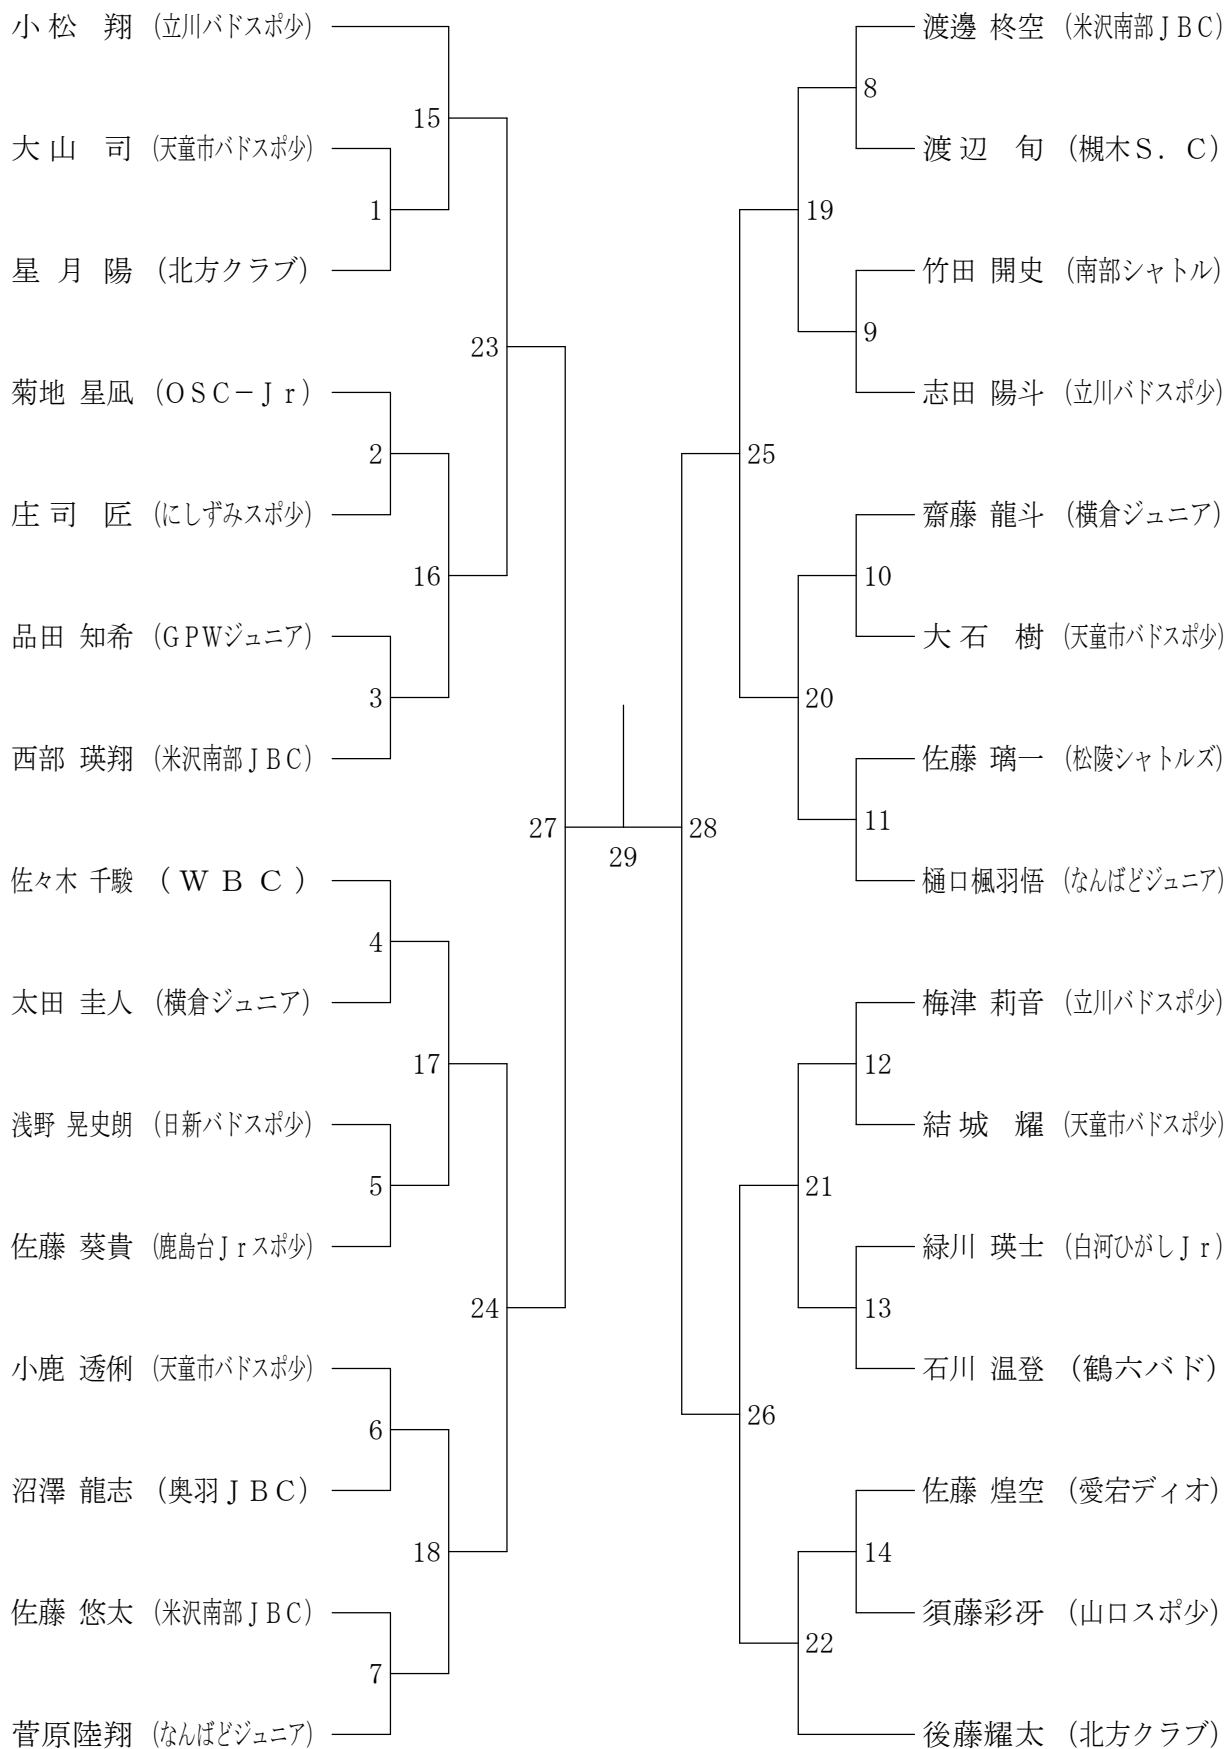 小松 翔 (立川バドスポ少)
大山 司 (天童市バドスポ少)
星 月 陽 (北方クラブ)
菊地 星凪 (OSC－Jr)
庄司 匠 (にしずみスポ少)
品田 知希 (GPWジュニア)
西部 瑛翔 (米沢南部JBC)
佐々木 千駿 (WBC)
太田 圭人 (横倉ジュニア)
浅野 晃史朗 (日新バドスポ少)
佐藤 葵貴 (鹿島台Jrスポ少)
小鹿 透俐 (天童市バドスポ少)
沼澤 龍志 (奥羽JBC)
佐藤 悠太 (米沢南部JBC)
菅原陸翔 (なんばどジュニア)
1
2
3
4
5
6
7
15
16
17
18
23
24
27
29
28
25
26
19
20
21
22
8
9
10
11
12
13
14
渡邊 柊空 (米沢南部JBC)
渡辺 旬 (槻木S．C)
竹田 開史 (南部シャトル)
志田 陽斗 (立川バドスポ少)
齋藤 龍斗 (横倉ジュニア)
大石 樹 (天童市バドスポ少)
佐藤 璃一 (松陵シャトルズ)
樋口楓羽悟 (なんばどジュニア)
梅津 莉音 (立川バドスポ少)
結城 耀 (天童市バドスポ少)
緑川 瑛士 (白河ひがしJr)
石川 温登 (鶴六バド)
佐藤 煌空 (愛宕ディオ)
須藤彩冴 (山口スポ少)
後藤耀太 (北方クラブ)